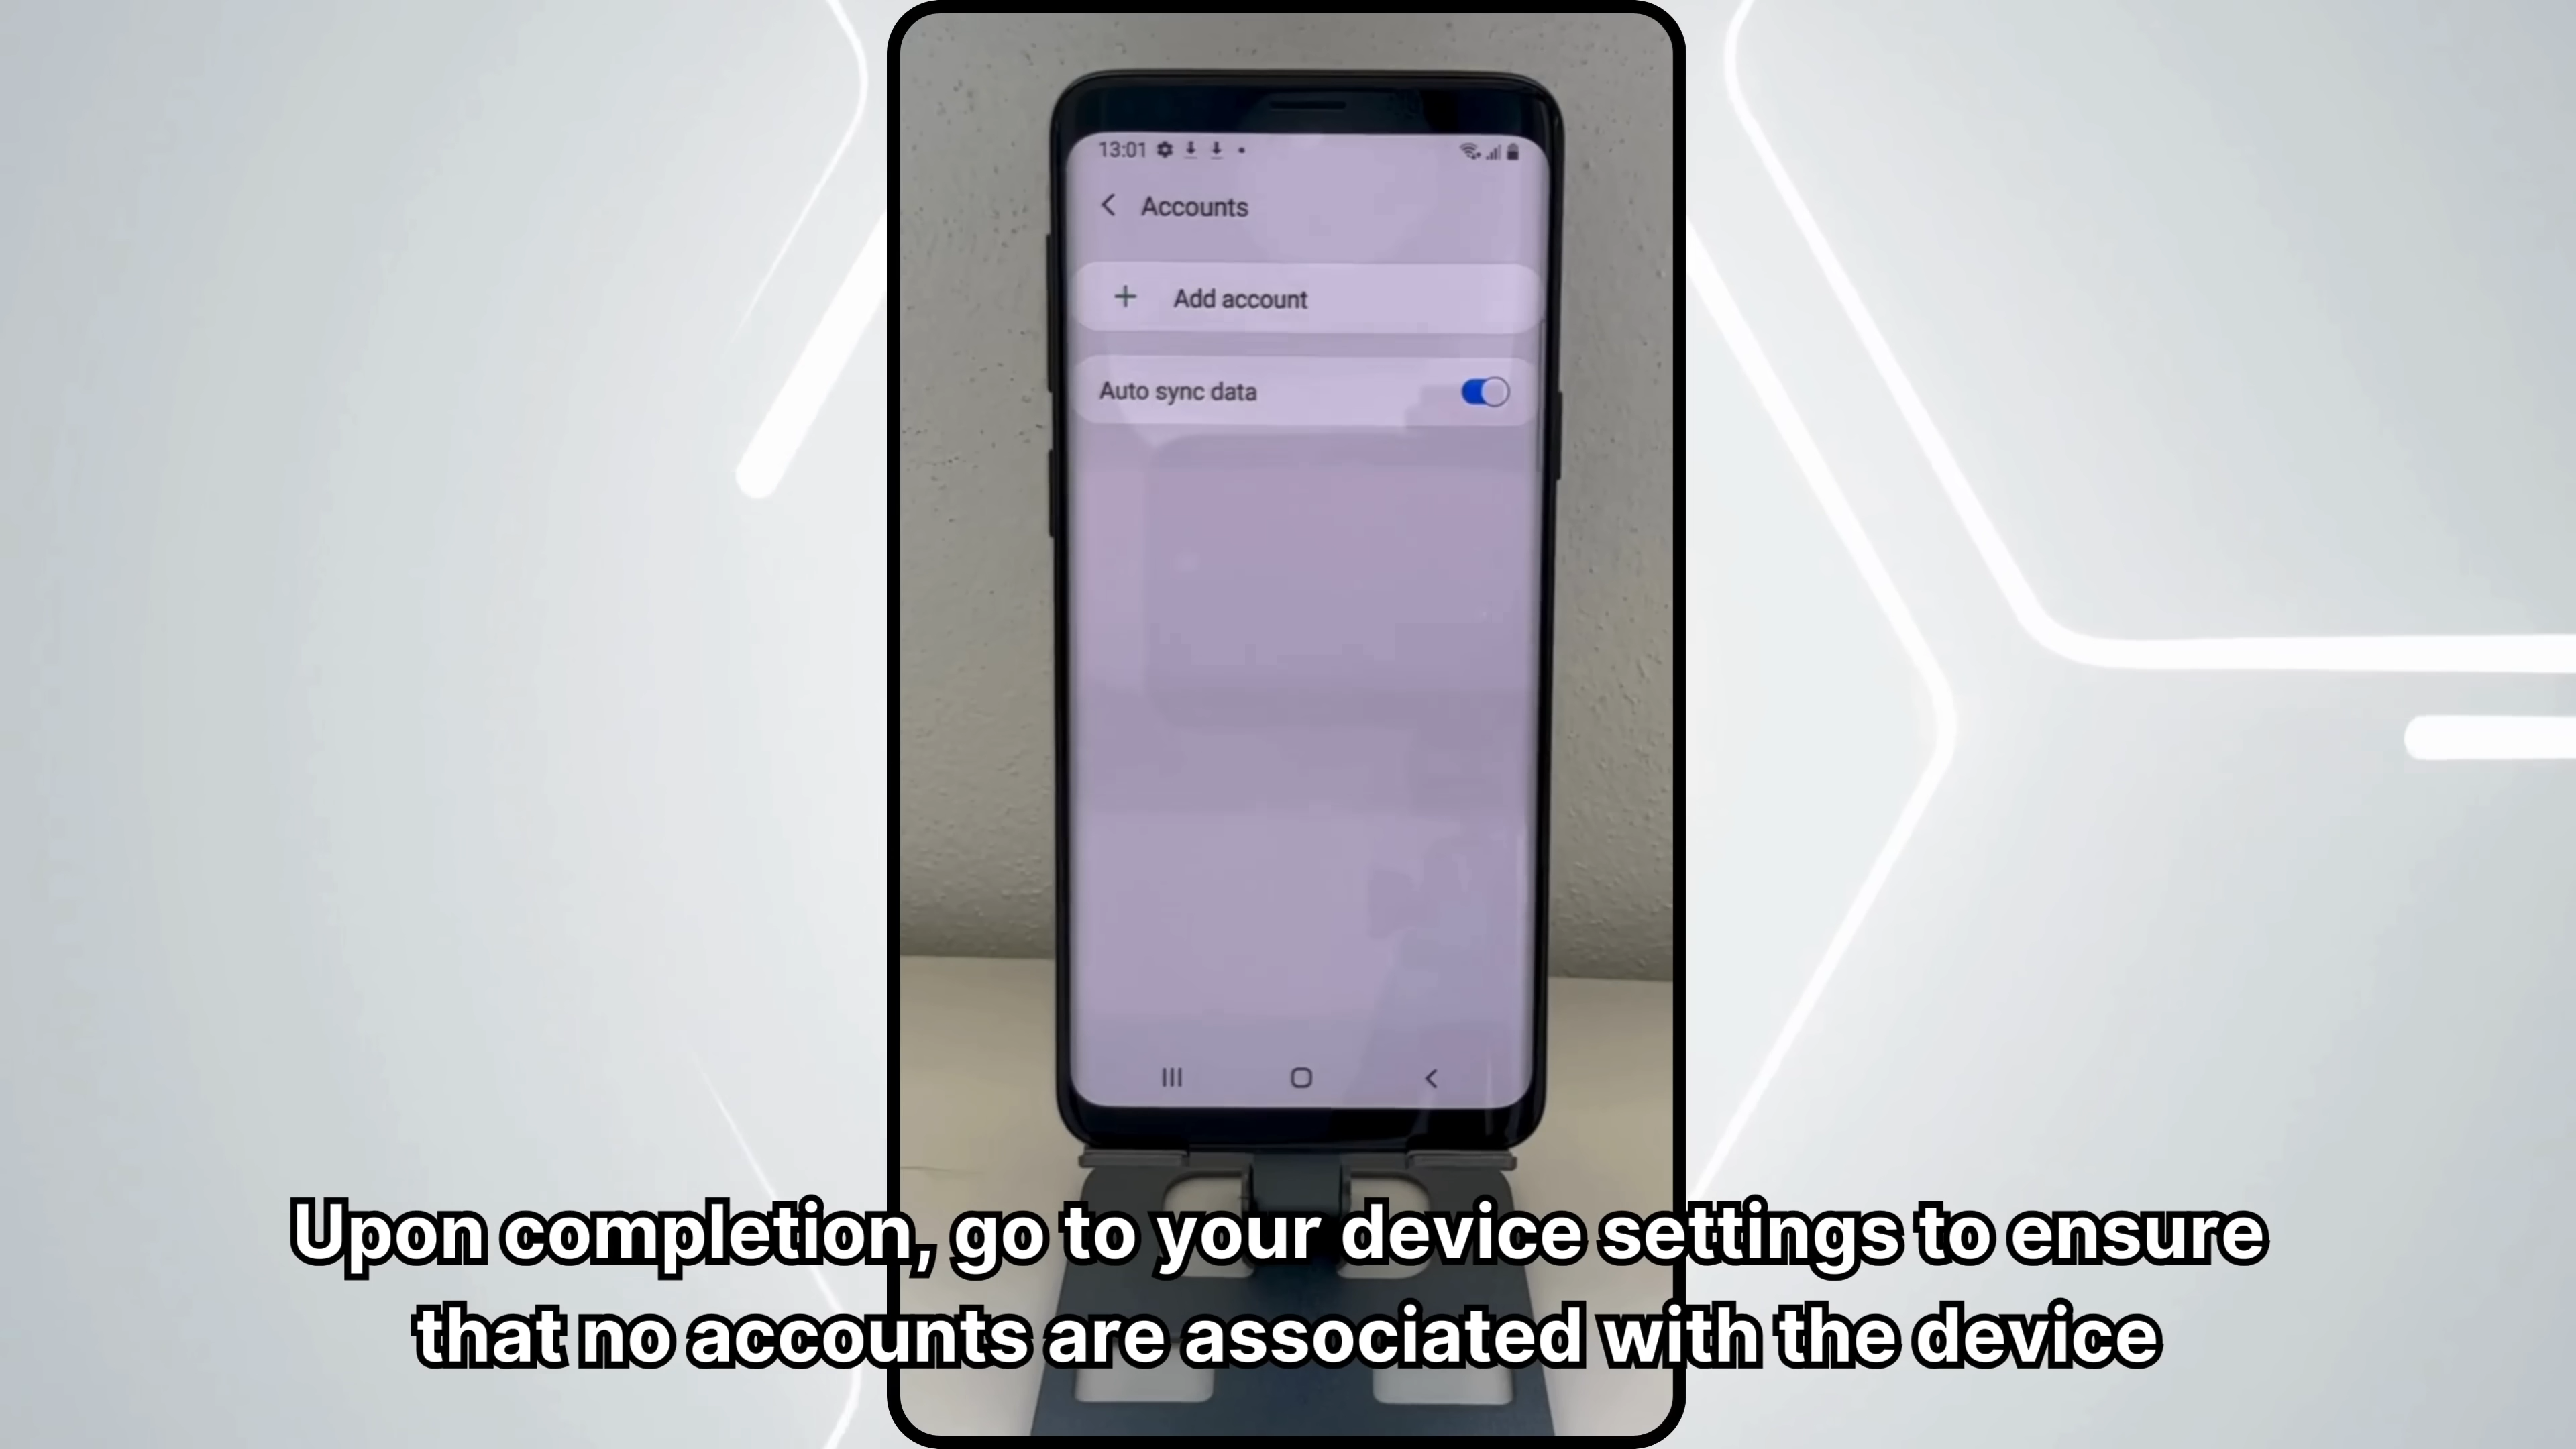 13:01
Accounts
Add account
Auto sync data
Upon completion, go to your device settings to ensure
that no accounts are associated with the device